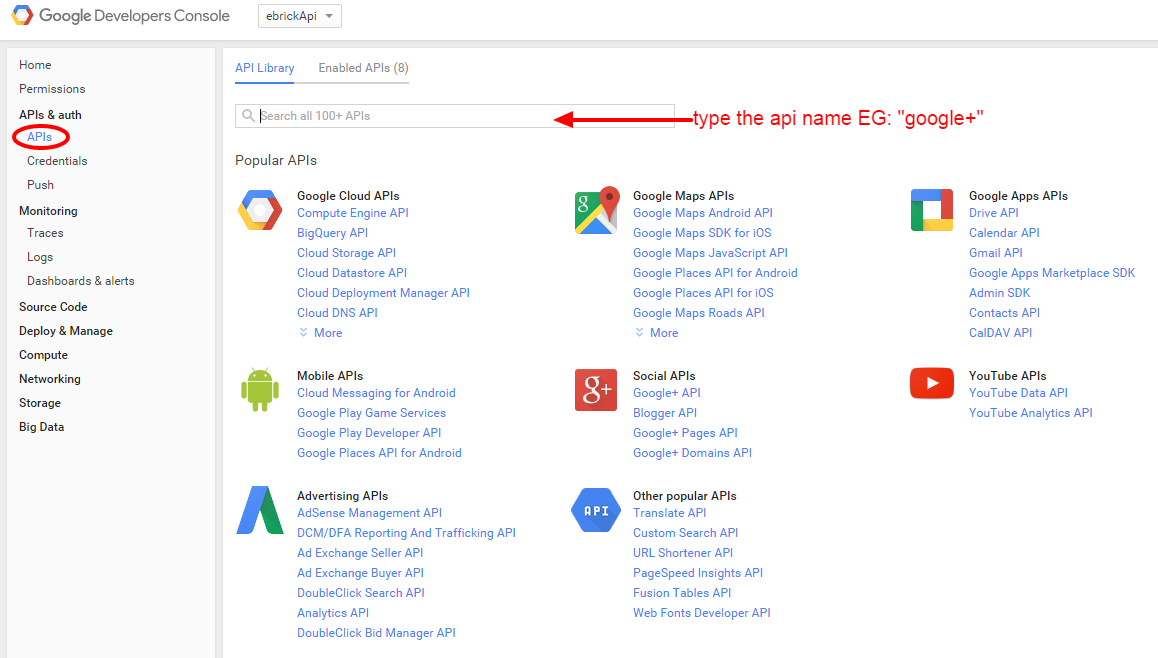 Google Developers Console
ebrickApi
Home
Permissions
APIs & auth
APIs
Credentials
Push
Monitoring
Traces
Logs
Dashboards & alerts
Source Code
Deploy & Manage
Compute
Networking
Storage
Big Data
API Library
Enabled APIs (8)
Search all 100+ APIs
type the api name EG: "google+"
Popular APIs
Google Cloud APIs
Compute Engine API
BigQuery API
Cloud Storage API
Cloud Datastore API
Cloud Deployment Manager API
Cloud DNS API
More
8
Google Maps APIs
Google Maps Android API
Google Maps SDK for iOS
Google Maps JavaScript API
Google Places API for Android
Google Places API for iOS
Google Maps Roads API
More
Google Apps APIs
Drive API
Calendar API
Gmail API
Google Apps Marketplace SDK
Admin SDK
Contacts API
CalDAV API
Mobile APIs
Cloud Messaging for Android
Google Play Game Services
Google Play Developer API
Google Places API for Android
g+
Social APIs
Google+ API
Blogger API
Google+ Pages API
Google+ Domains API
YouTube APIs
YouTube Data API
YouTube Analytics API
Advertising APIs
AdSense Management API
DCM/DFA Reporting And Trafficking API
Ad Exchange Seller API
Ad Exchange Buyer API
DoubleClick Search API
Analytics API
DoubleClick Bid Manager API
API
Other popular APIs
Translate API
Custom Search API
URL Shortener API
PageSpeed Insights API
Fusion Tables API
Web Fonts Developer API